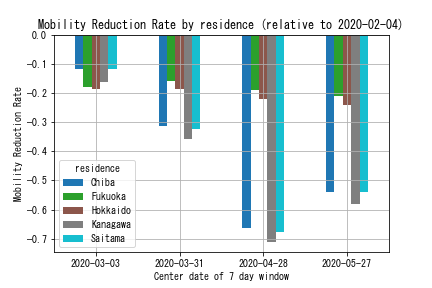 Mobility Reduction Rate by residence (relative to 2020-02-04)
0.0
−0.1
−0.2
−0.3
−0.4
−0.5
−0.6
−0.7
Mobility Reduction Rate
residence
Chiba
Fukuoka
Hokkaido
Kanagawa
Saitama
2020-03-03 2020-03-31 2020-04-28 2020-05-27
Center date of 7 day window